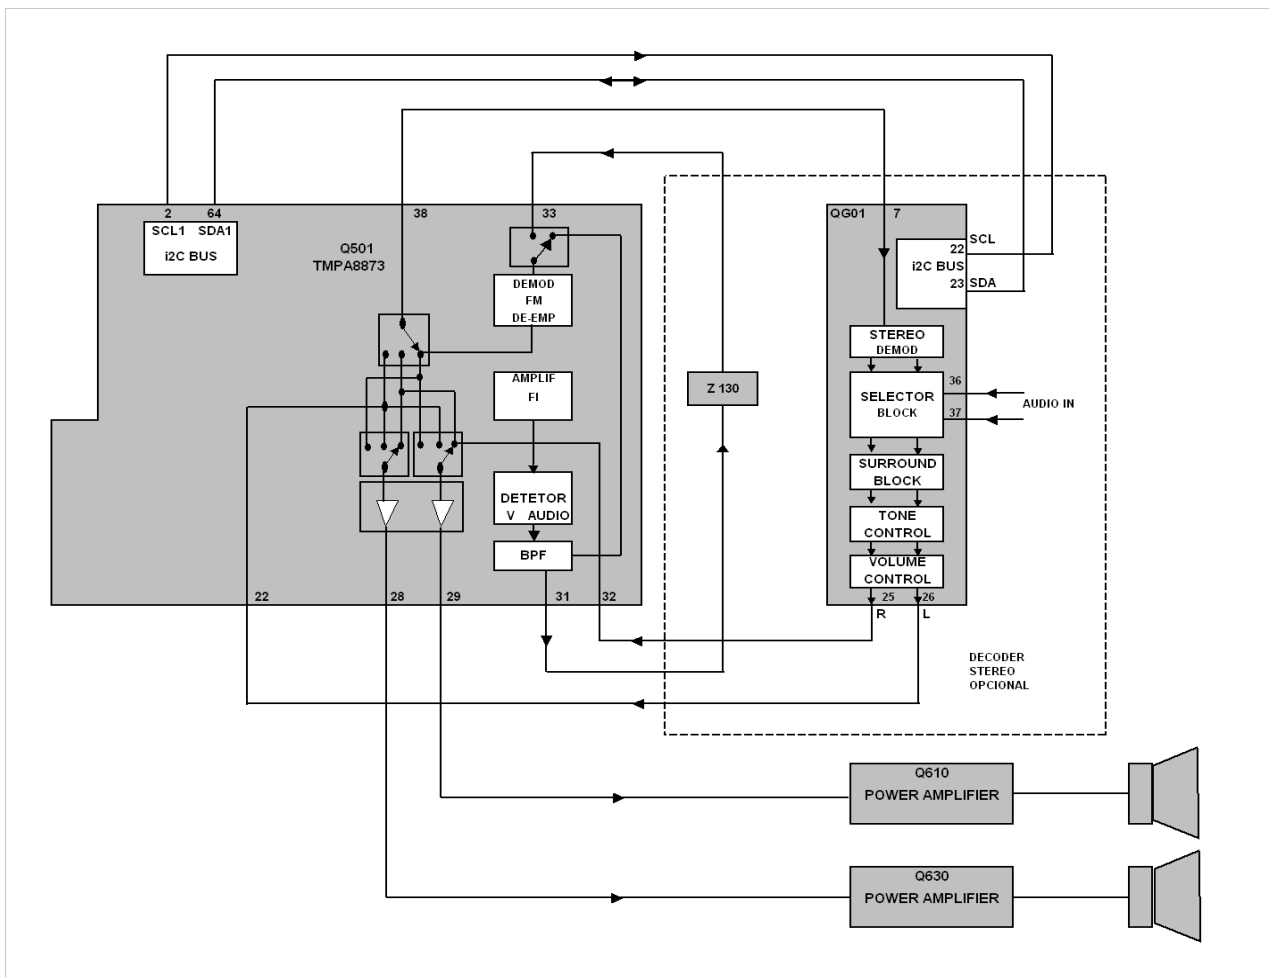 2 64 38 33
SCL1 SDA1
i2C BUS
Q501
TMPA8873
DEMOD
FM
DE-EMP
AMPLIF
FI
DETETOR
V AUDIO
BPF
22 28 29 31 32
Z 130
QG01 7
SCL
22
i2C BUS
23 SDA
STEREO
DEMOD
SELECTOR
BLOCK
36
37
AUDIO IN
SURROUND
BLOCK
TONE
CONTROL
VOLUME
CONTROL
25 26
R L
DECODER
STEREO
OPCIONAL
Q610
POWER AMPLIFIER
Q630
POWER AMPLIFIER